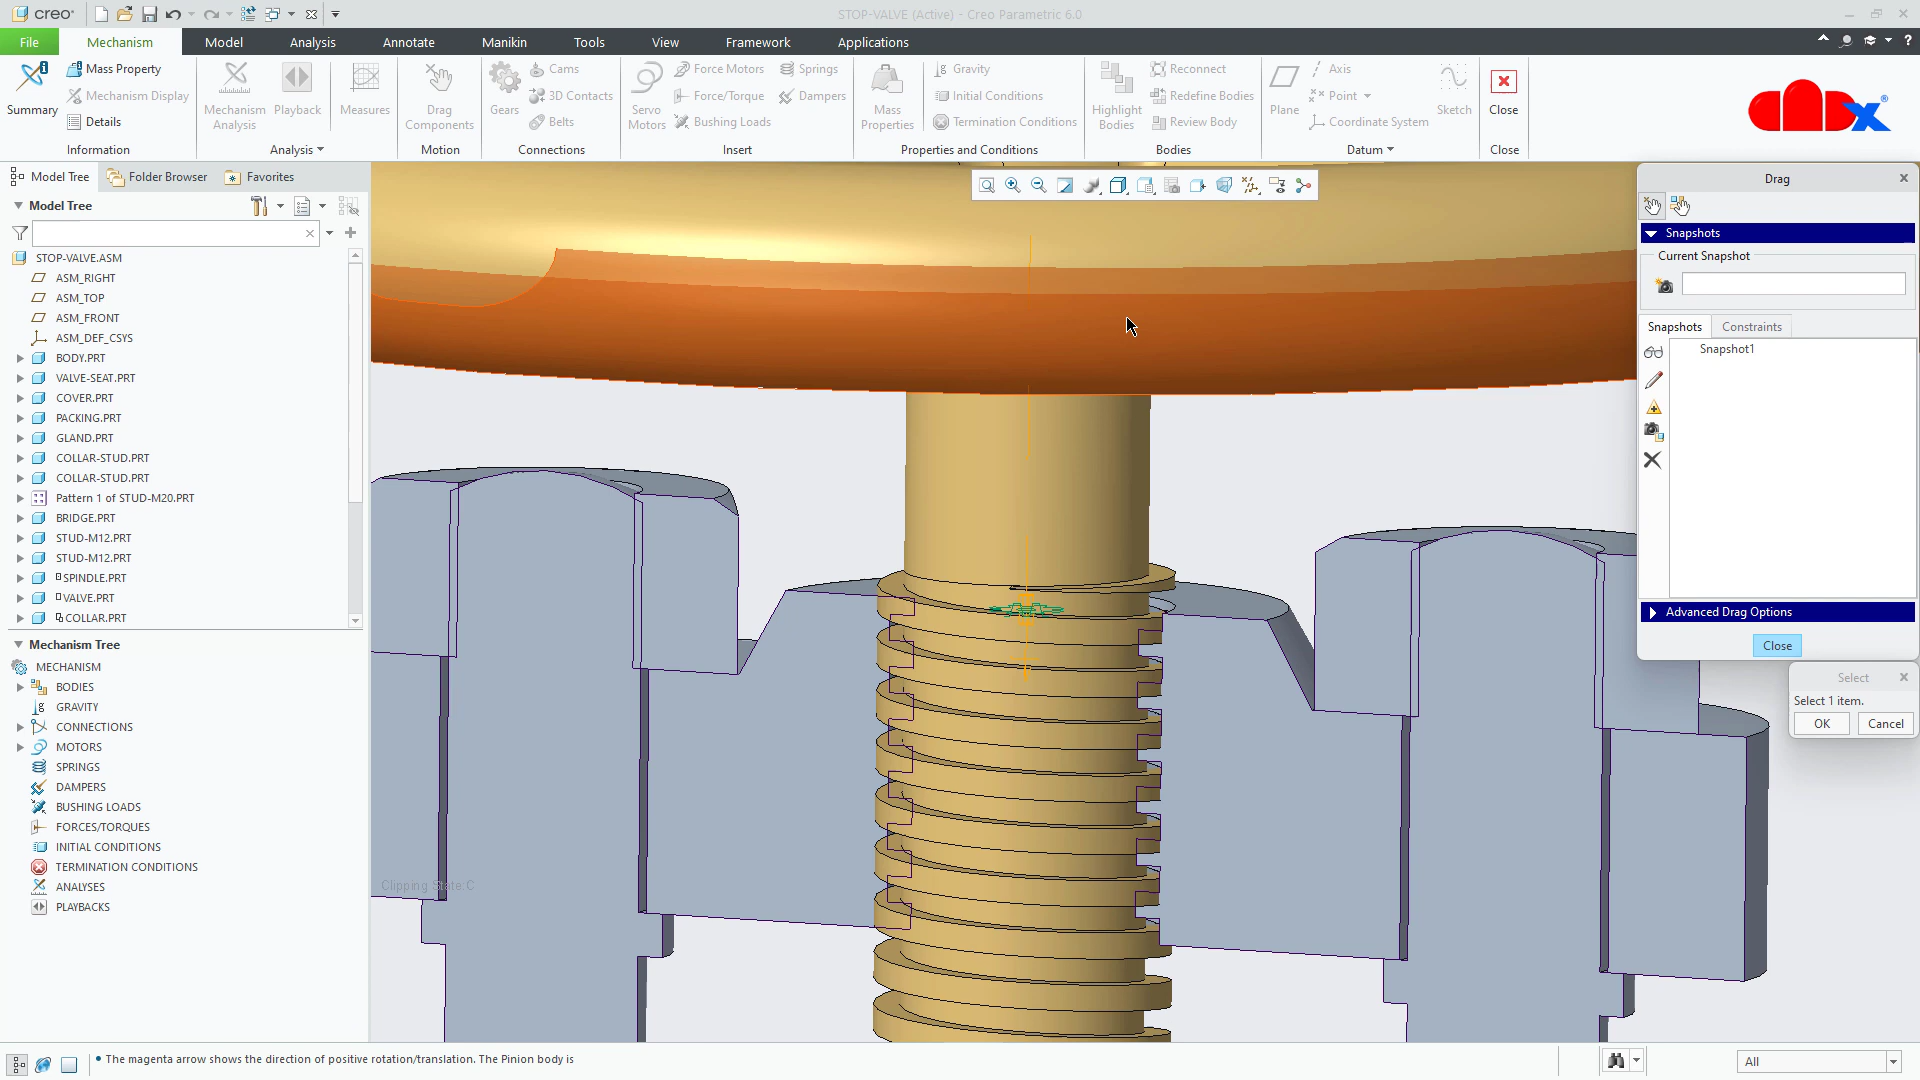 creo
STOP-VALVE (Active) - Creo Parametric 6.0
File
Mechanism
Model
Analysis
Annotate
Manikin
Tools
View
Framework
Applications
Summary
Mass Property
Mechanism Display
Details
Information
Mechanism
Analysis
Playback
Measures
Analysis
Drag
Components
Motion
Gears
Cams
3D Contacts
Belts
Connections
Servo
Motors
Force Motors
Force/Torque
Bushing Loads
Springs
Dampers
Insert
Mass
Properties
Gravity
Initial Conditions
Termination Conditions
Properties and Conditions
Highlight
Bodies
Reconnect
Redefine Bodies
Review Body
Bodies
Plane
Axis
Point
Coordinate System
Sketch
Datum
Close
Close
Model Tree
Folder Browser
Favorites
Model Tree
STOP-VALVE.ASM
ASM_RIGHT
ASM_TOP
ASM_FRONT
ASM_DEF_CSYS
BODY.PRT
VALVE-SEAT.PRT
COVER.PRT
PACKING.PRT
GLAND.PRT
COLLAR-STUD.PRT
COLLAR-STUD.PRT
Pattern 1 of STUD-M20.PRT
BRIDGE.PRT
STUD-M12.PRT
STUD-M12.PRT
SPINDLE.PRT
VALVE.PRT
COLLAR.PRT
Mechanism Tree
MECHANISM
BODIES
GRAVITY
CONNECTIONS
MOTORS
SPRINGS
DAMPERS
BUSHING LOADS
FORCES/TORQUES
INITIAL CONDITIONS
TERMINATION CONDITIONS
ANALYSES
PLAYBACKS
Clipping State:C
Drag
Snapshots
Current Snapshot
Snapshots
Constraints
Snapshot1
Advanced Drag Options
Close
Select
Select 1 item.
OK
Cancel
• The magenta arrow shows the direction of positive rotation/translation. The Pinion body is
All